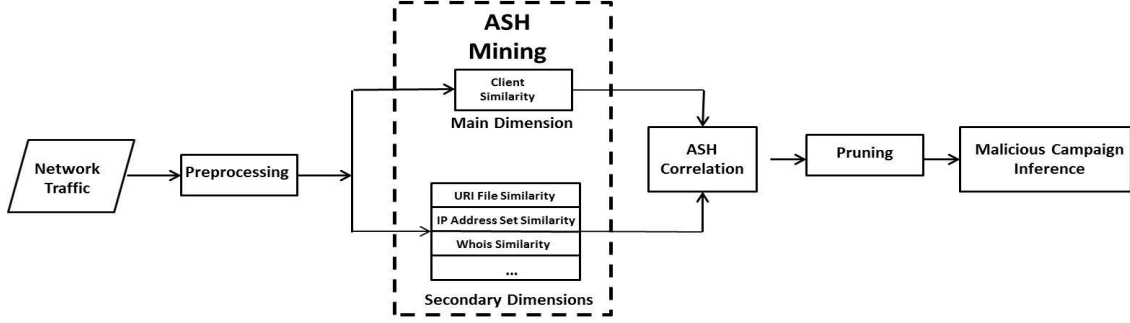 Network
Traffic
Preprocessing
ASH
Mining
Client
Similarity
Main Dimension
URI File Similarity
IP Address Set Similarity
Whois Similarity
...
Secondary Dimensions
ASH
Correlation
Pruning
Malicious Campaign
Inference